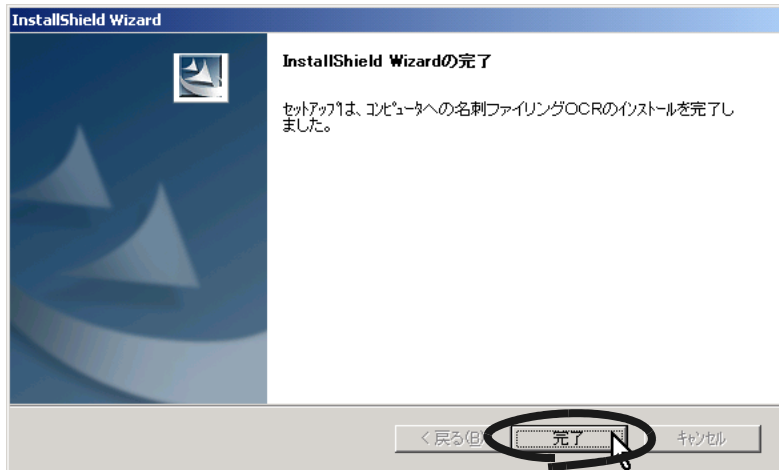 InstallShield Wizard
InstallShield Wizardの完了
セットアップは、コンピュータへの名刺ファイリングOCRのインストールを完了し
ました。
< 戻る(B)
完了
キャンセル